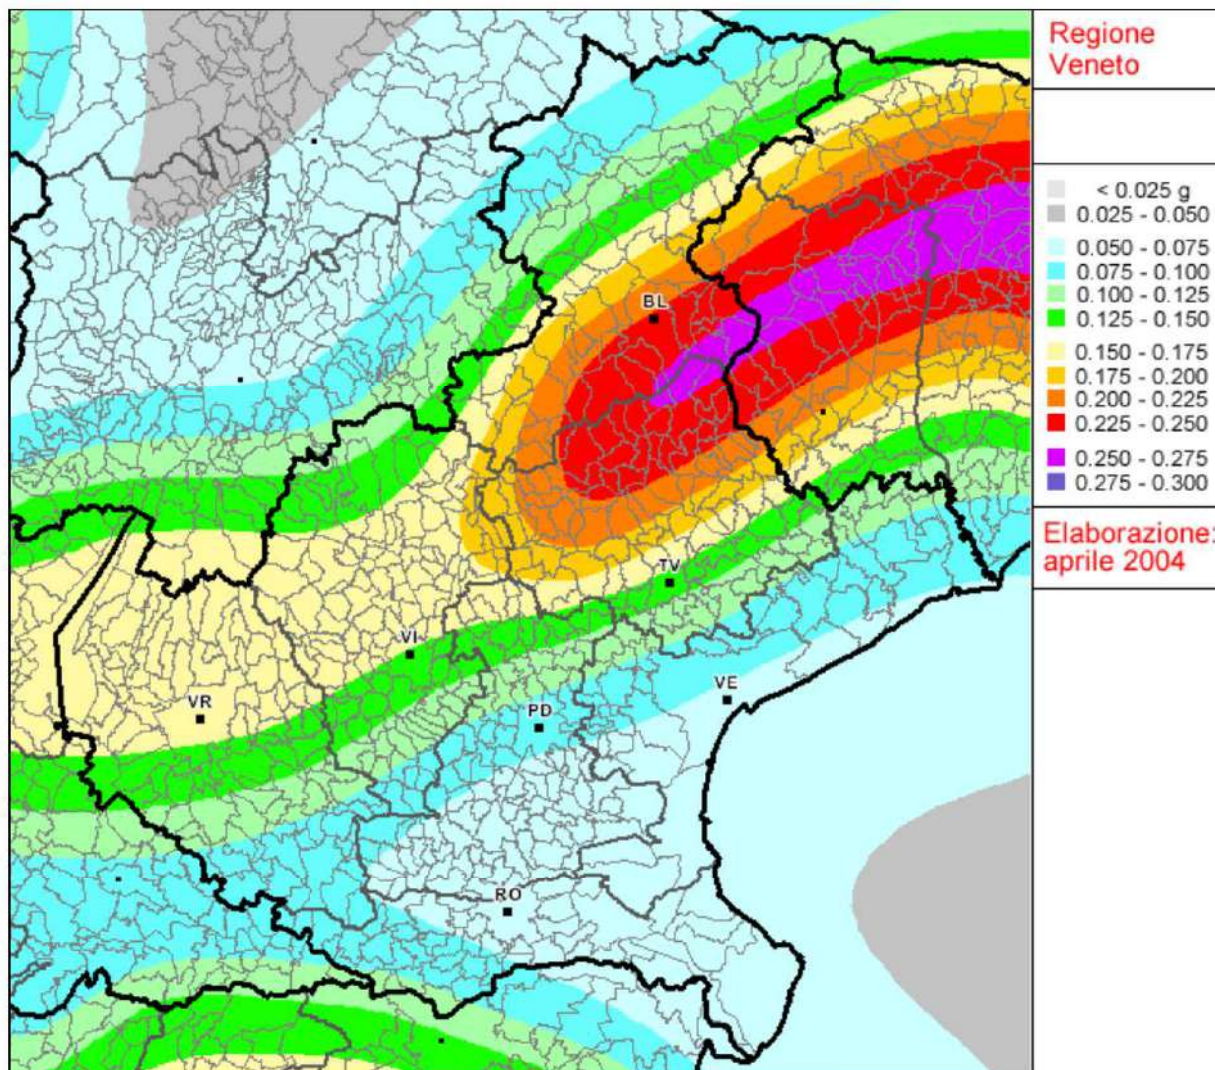 Regione
Veneto
< 0.025 g
0.025 - 0.050
0.050 - 0.075
0.075 - 0.100
0.100 - 0.125
0.125 - 0.150
0.150 - 0.175
0.175 - 0.200
0.200 - 0.225
0.225 - 0.250
0.250 - 0.275
0.275 - 0.300
Elaborazione:
aprile 2004
BL
TV
VI
VE
VR
PD
RO